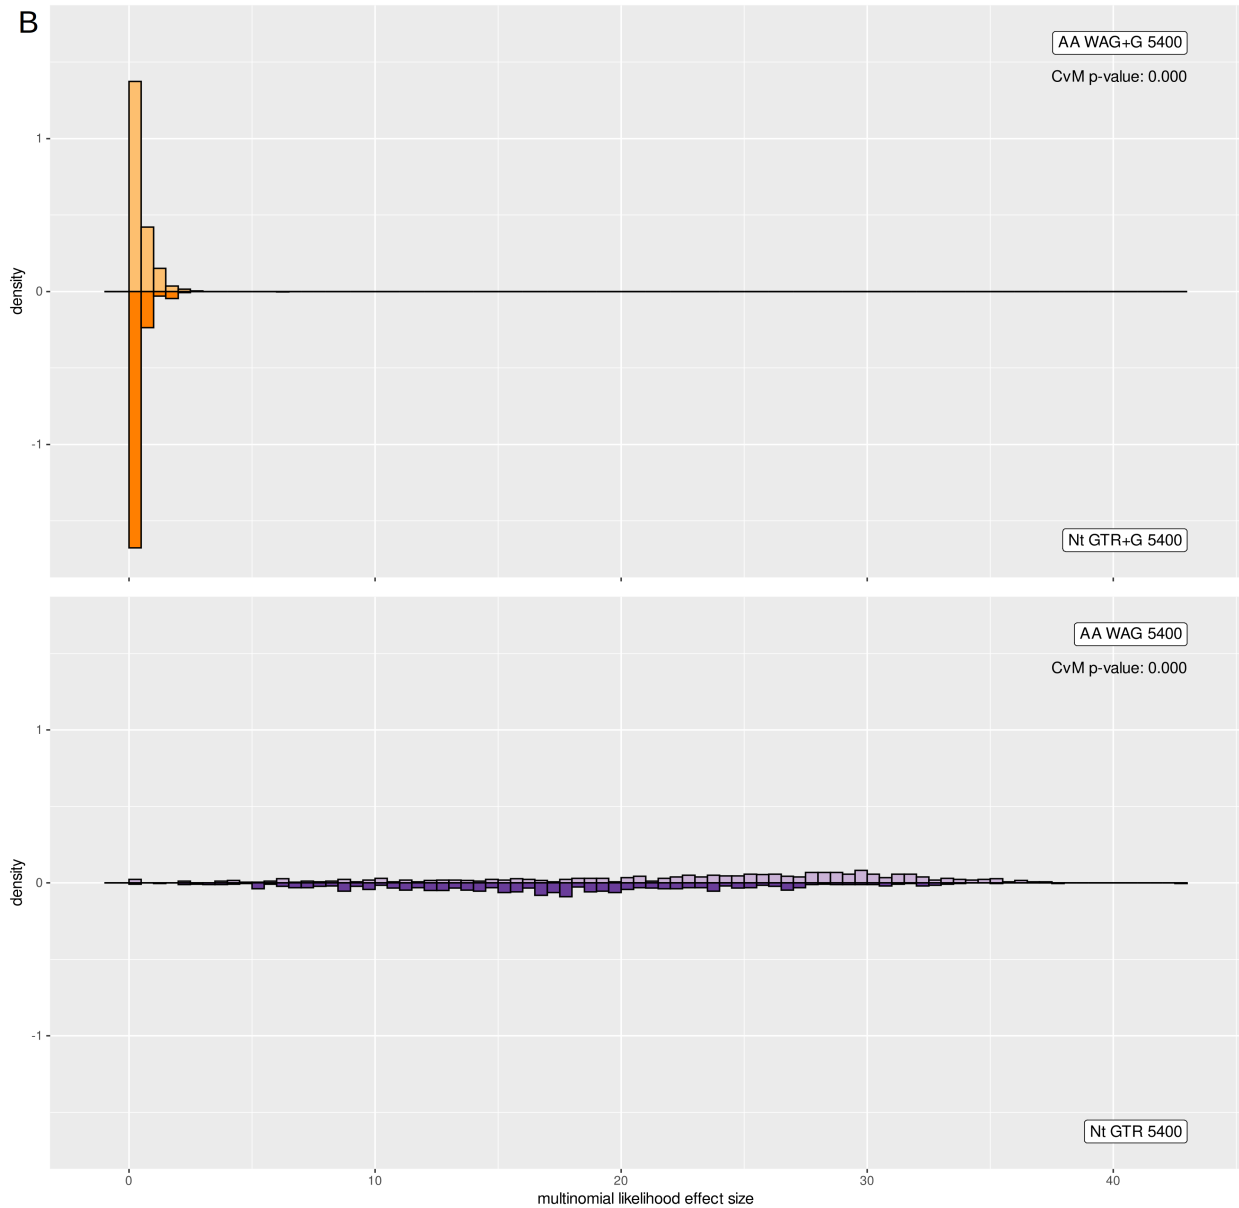 B
AA WAG+G 5400
CvM p-value: 0.000
density
1
0
-1
Nt GTR+G 5400
AA WAG 5400
CvM p-value: 0.000
density
1
0
-1
Nt GTR 5400
0 10 20 30 40
multinomial likelihood effect size